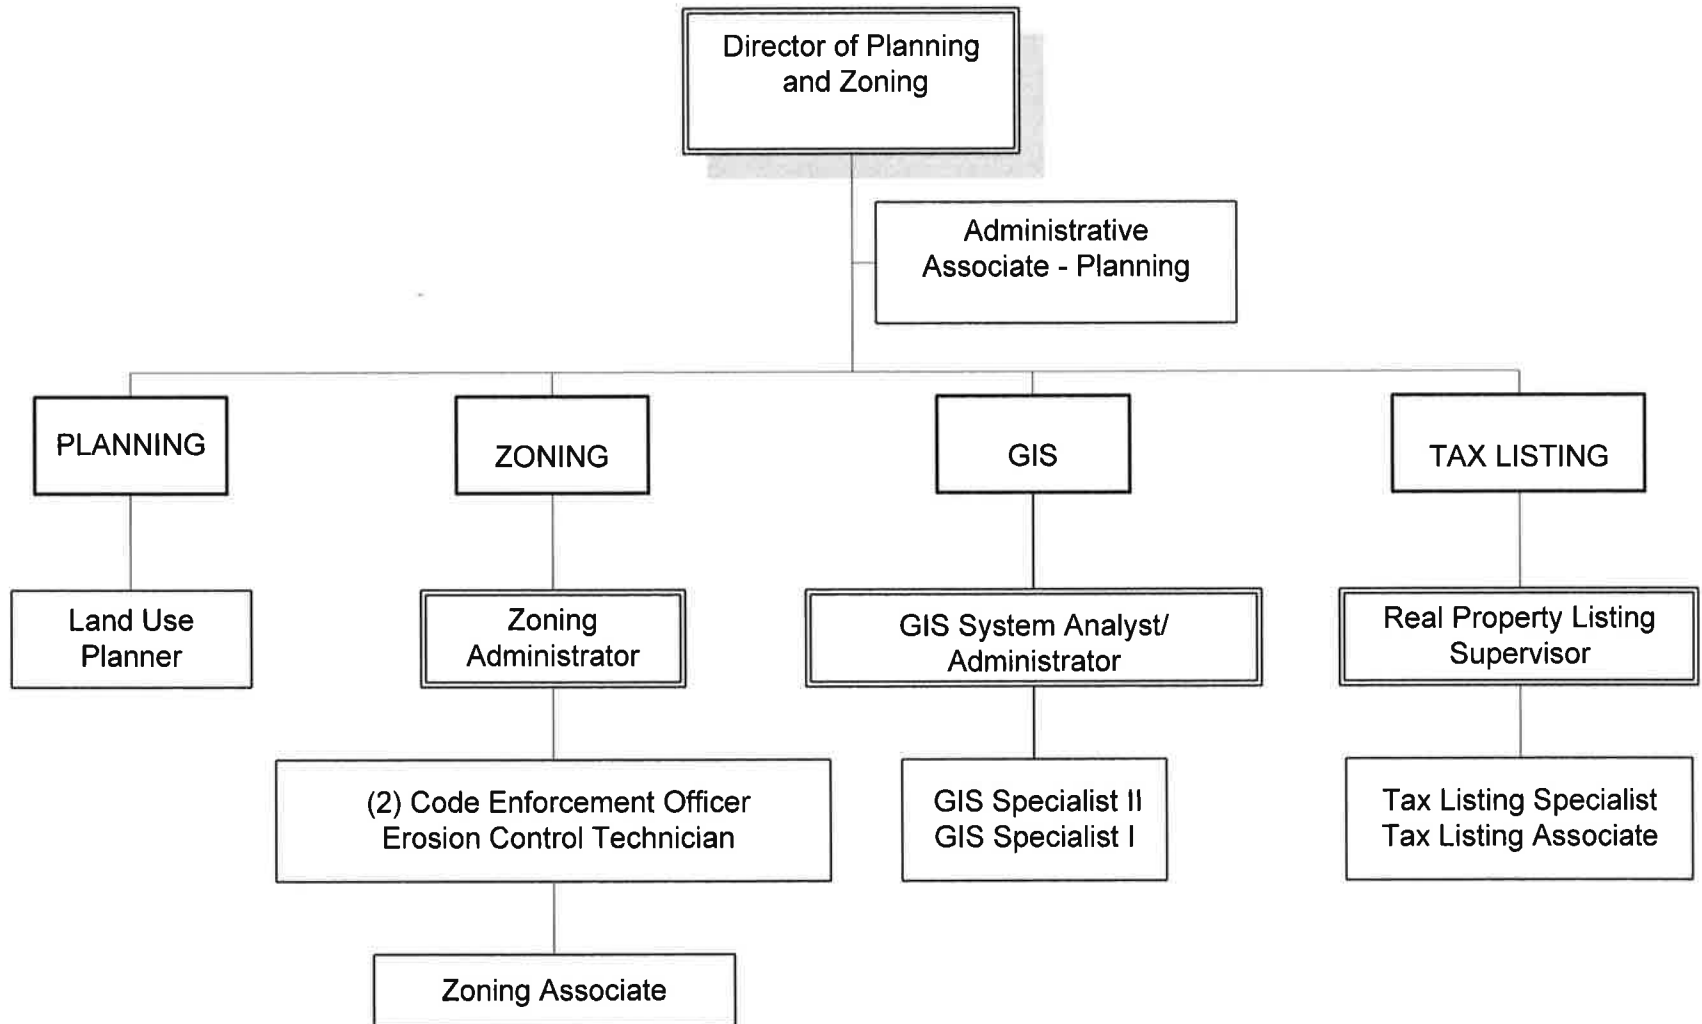 Director of Planning
and Zoning
Administrative
Associate - Planning
PLANNING
ZONING
GIS
TAX LISTING
Land Use
Planner
Zoning
Administrator
GIS System Analyst/
Administrator
Real Property Listing
Supervisor
(2) Code Enforcement Officer
Erosion Control Technician
GIS Specialist II
GIS Specialist I
Tax Listing Specialist
Tax Listing Associate
Zoning Associate